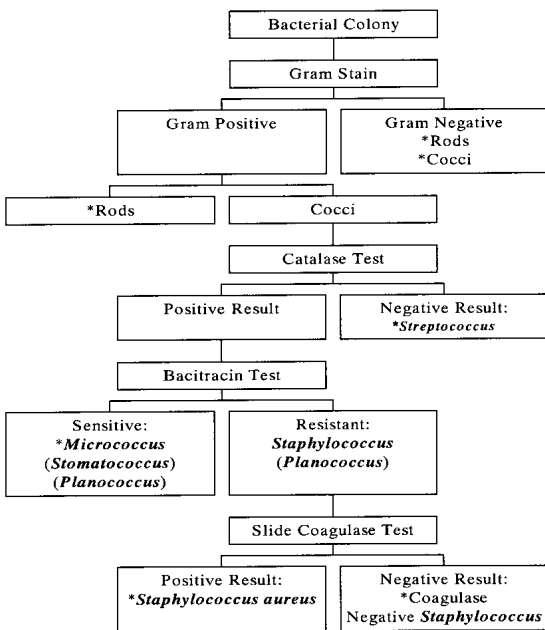 Bacterial Colony
Gram Stain
Gram Positive
Gram Negative
*Rods
*Cocci
*Rods
Cocci
Catalase Test
Positive Result
Negative Result:
*Streptococcus
Bacitracin Test
Sensitive:
*Micrococcus
(Stomatococcus)
(Planococcus)
Resistant:
Staphylococcus
(Planococcus)
Slide Coagulase Test
Positive Result:
*Staphylococcus aureus
Negative Result:
*Coagulase
Negative Staphylococcus